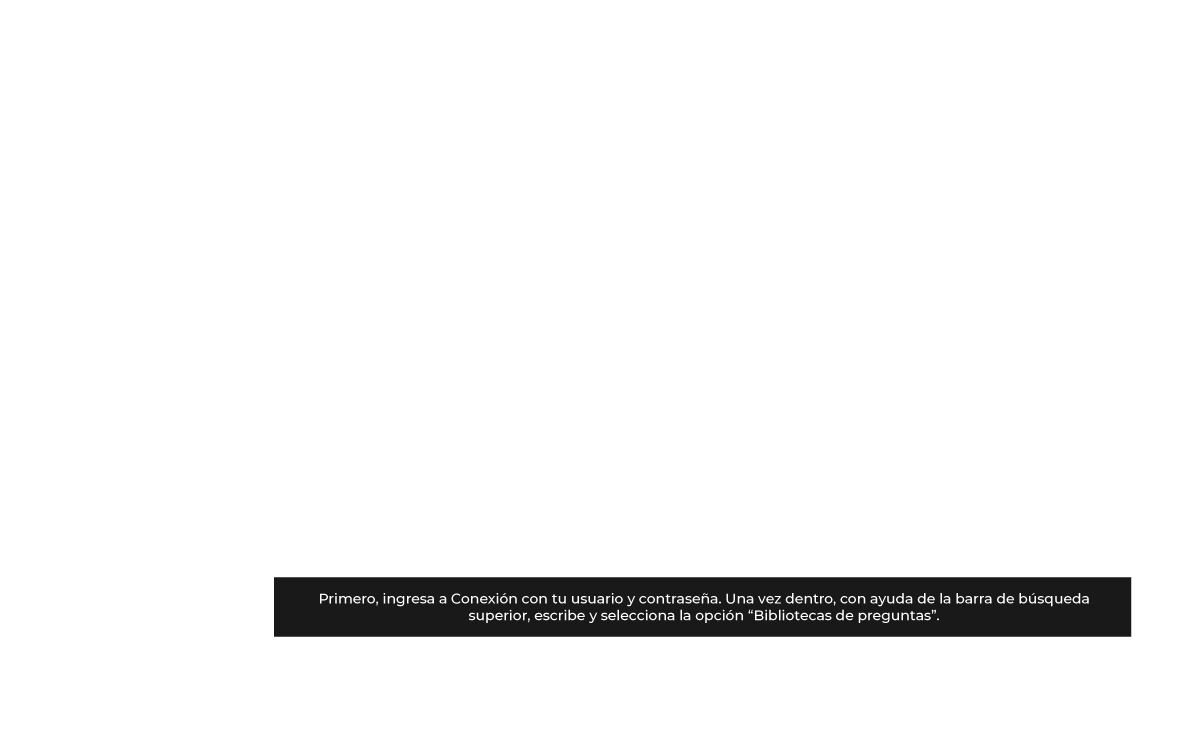 Primero, ingresa a Conexión con tu usuario y contraseña. Una vez dentro, con ayuda de la barra de búsqueda
superior, escribe y selecciona la opción “Bibliotecas de preguntas”.